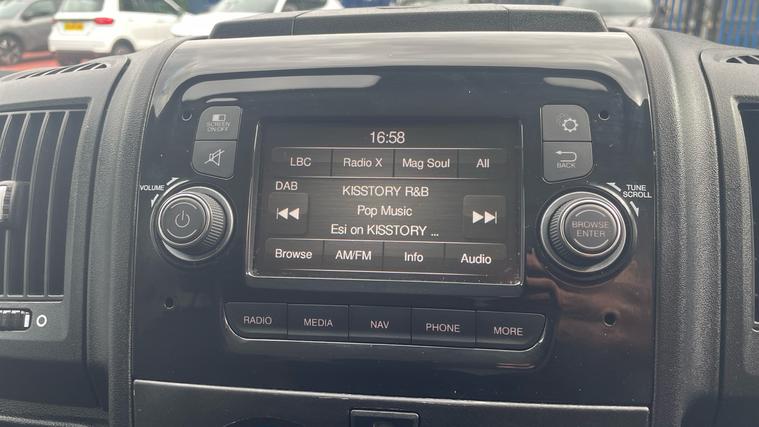 16:58
SCREEN
ON/OFF
LBC Radio X Mag Soul All
BACK
DAB
KISSTORY R&B
Pop Music
Esi on KISSTORY ...
Browse AM/FM Info Audio
VOLUME
TUNE
SCROLL
BROWSE
ENTER
RADIO MEDIA NAV PHONE MORE